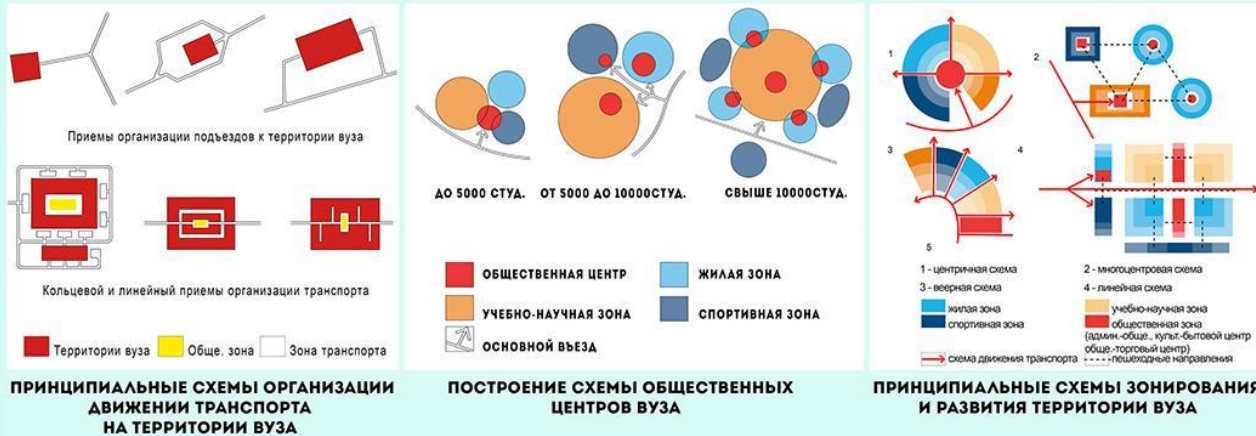 Приемы организации подъездов к территории вуза
Кольцевой и линейный приемы организации транспорта
Территории вуза
Обще. зона
Зона транспорта
ПРИНЦИПИАЛЬНЫЕ СХЕМЫ ОРГАНИЗАЦИИ
ДВИЖЕНИИ ТРАНСПОРТА
НА ТЕРРИТОРИИ ВУЗА
ДО 5000 СТУД.
ОТ 5000 ДО 10000СТУД.
СВЫШЕ 10000СТУД.
ОБЩЕСТВЕННАЯ ЦЕНТР
ЖИЛАЯ ЗОНА
УЧЕБНО-НАУЧНАЯ ЗОНА
СПОРТИВНАЯ ЗОНА
ОСНОВНОЙ ВЪЕЗД
ПОСТРОЕНИЕ СХЕМЫ ОБЩЕСТВЕННЫХ
ЦЕНТРОВ ВУЗА
1
2
3
4
5
1 - центричная схема
2 - многоцентровая схема
3 - веерная схема
4 - линейная схема
жилая зона
учебно-научная зона
спортивная зона
общественная зона
(админ.-обще., культ.-бытовой центр
обще.-торговый центр)
схема движения транспорта
пешеходные направления
ПРИНЦИПИАЛЬНЫЕ СХЕМЫ ЗОНИРОВАНИЯ
И РАЗВИТИЯ ТЕРРИТОРИИ ВУЗА